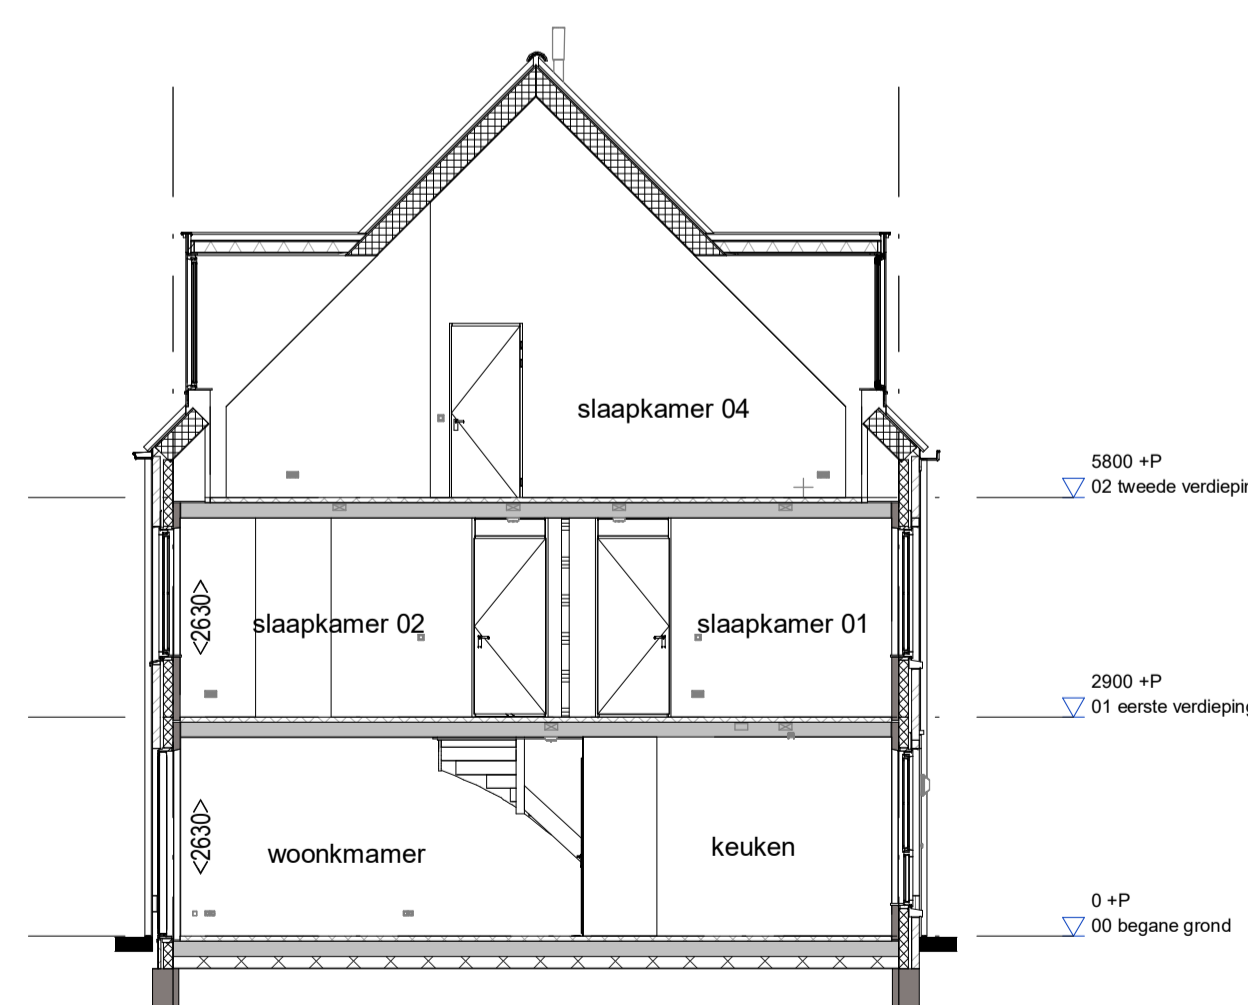 slaapkamer 04
5800 +P
02 tweede verdiepin
<2630>
slaapkamer 02
slaapkamer 01
2900 +P
01 eerste verdieping
<2630>
woonkmamer
keuken
0 +P
00 begane grond